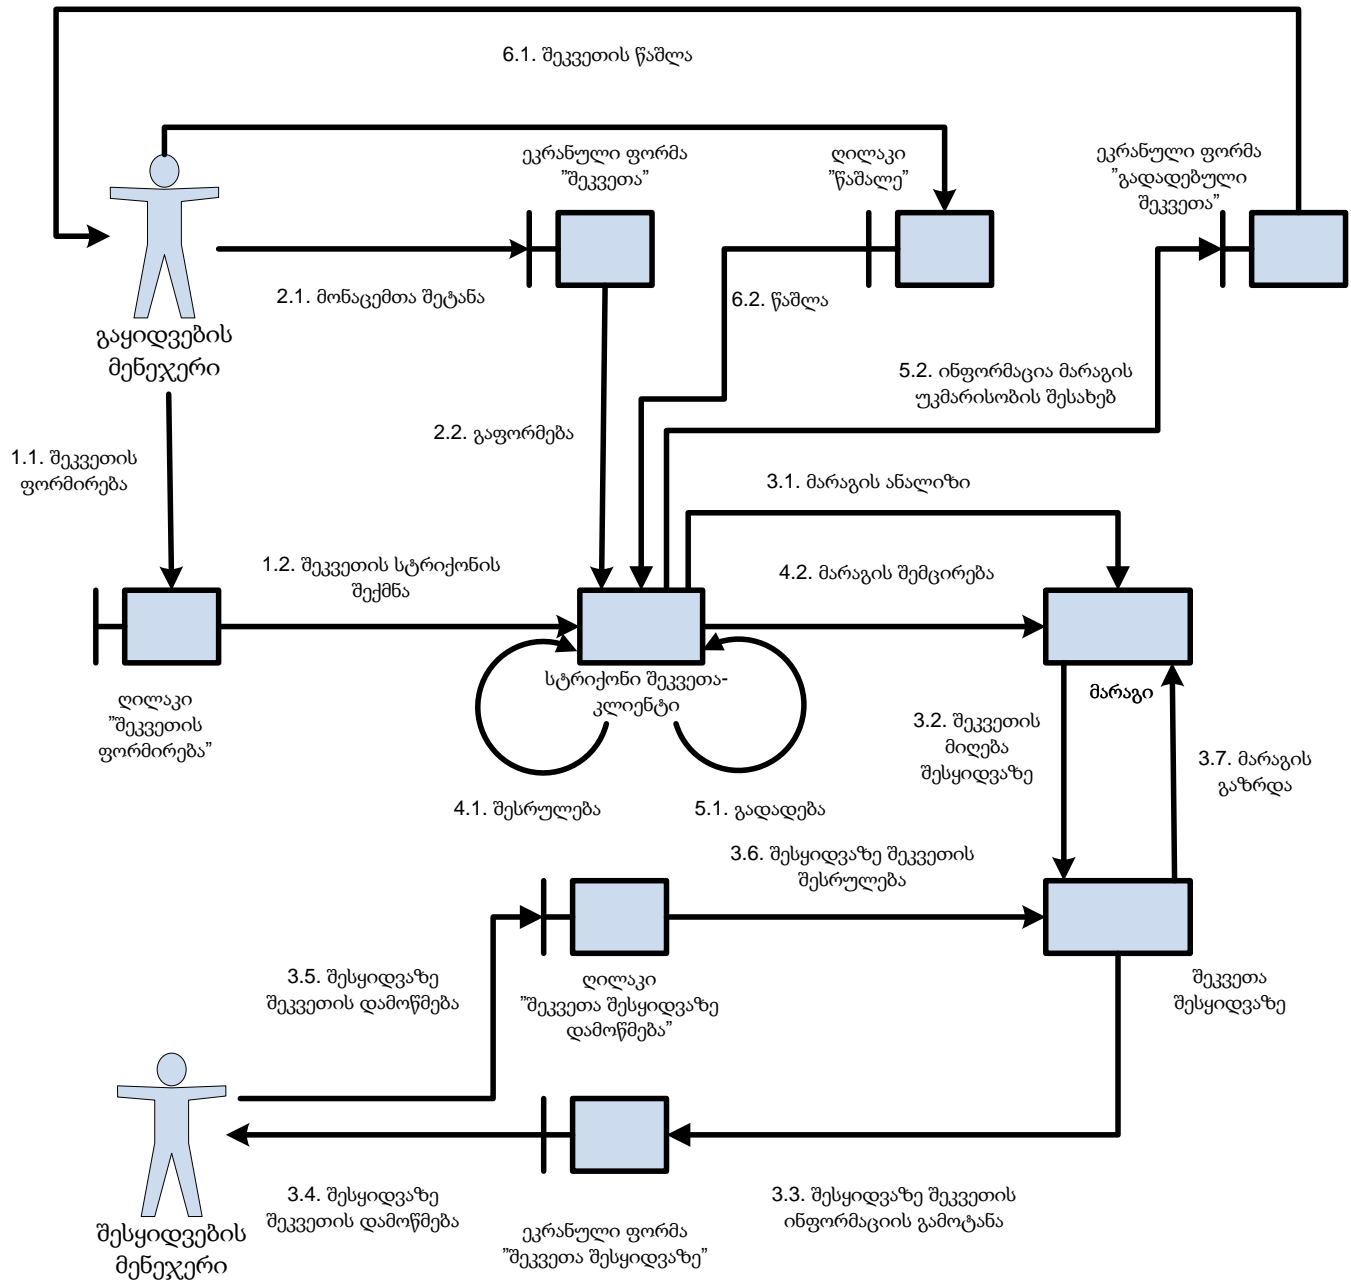 6.1. შეკვეთის წაშლა
ეკრანული ფორმა
"შეკვეთა"
ღილაკი
"წაშალე"
ეკრანული ფორმა
"გადადებული
შეკვეთა"
2.1. მონაცემთა შეტანა
6.2. წაშლა
გაყიდვების
მენეჯერი
5.2. ინფორმაცია მარაგის
უკმარისობის შესახებ
2.2. გაფორმება
1.1. შეკვეთის
ფორმირება
3.1. მარაგის ანალიზი
1.2. შეკვეთის სტრიქონის
შექმნა
4.2. მარაგის შემცირება
ღილაკი
"შეკვეთის
ფორმირება"
სტრიქონი შეკვეთა-
კლიენტი
მარაგი
3.2. შეკვეთის
მიღება
შესყიდვაზე
3.7. მარაგის
გაზრდა
4.1. შესრულება
5.1. გადადება
3.6. შესყიდვაზე შეკვეთის
შესრულება
3.5. შესყიდვაზე
შეკვეთის დამოწმება
ღილაკი
"შეკვეთა შესყიდვაზე
დამოწმება"
შეკვეთა
შესყიდვაზე
3.4. შესყიდვაზე
შეკვეთის დამოწმება
3.3. შესყიდვაზე შეკვეთის
ინფორმაციის გამოტანა
შესყიდვების
მენეჯერი
ეკრანული ფორმა
"შეკვეთა შესყიდვაზე"